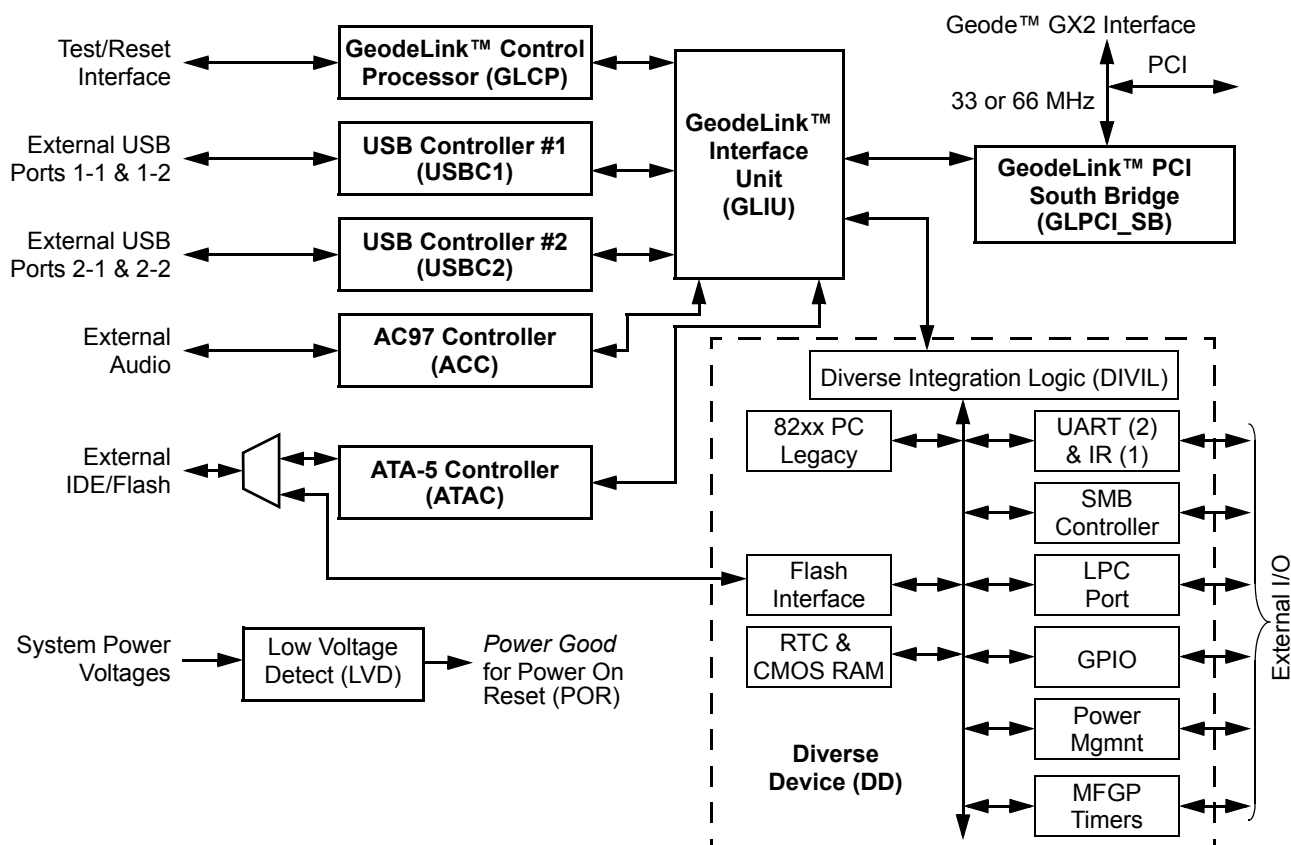 Test/Reset
Interface
GeodeLink™ Control
Processor (GLCP)
External USB
Ports 1-1 & 1-2
USB Controller #1
(USBC1)
External USB
Ports 2-1 & 2-2
USB Controller #2
(USBC2)
External
Audio
AC97 Controller
(ACC)
External
IDE/Flash
ATA-5 Controller
(ATAC)
System Power
Voltages
Low Voltage
Detect (LVD)
Power Good
for Power On
Reset (POR)
GeodeLink™
Interface
Unit
(GLIU)
Geode™ GX2 Interface
PCI
33 or 66 MHz
GeodeLink™ PCI
South Bridge
(GLPCI_SB)
Diverse Integration Logic (DIVIL)
82xx PC
Legacy
UART (2)
& IR (1)
SMB
Controller
Flash
Interface
LPC
Port
RTC &
CMOS RAM
GPIO
Power
Mgmnt
Diverse
Device (DD)
MFGP
Timers
External I/O